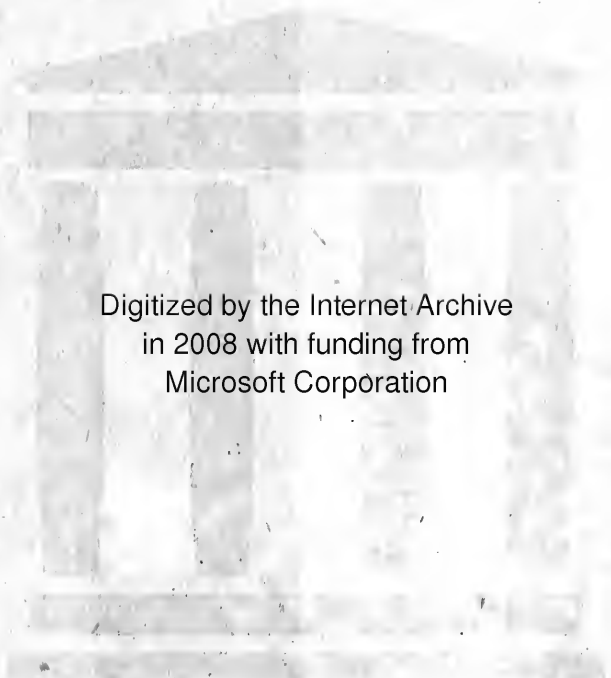 Digitized by the Internet Archive
in 2008 with funding from
Microsoft Corporation